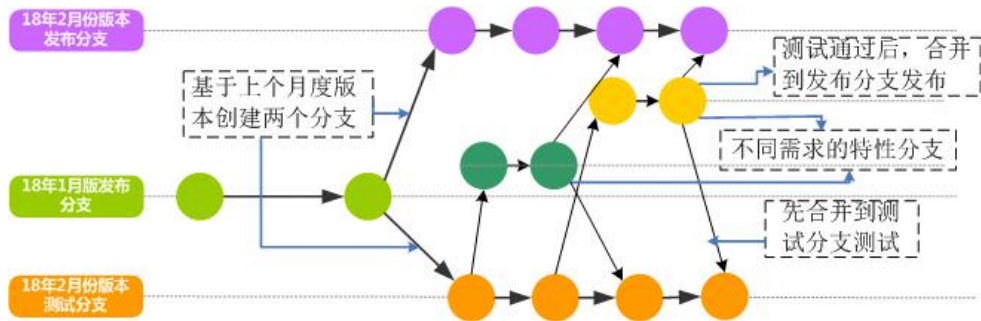 18年2月份版本
发布分支
基于上个月度版
本创建两个分支
测试通过后，合并
到发布分支发布
不同需求的特性分支
18年1月版发布
分支
先合并到测
试分支测试
18年2月份版本
测试分支